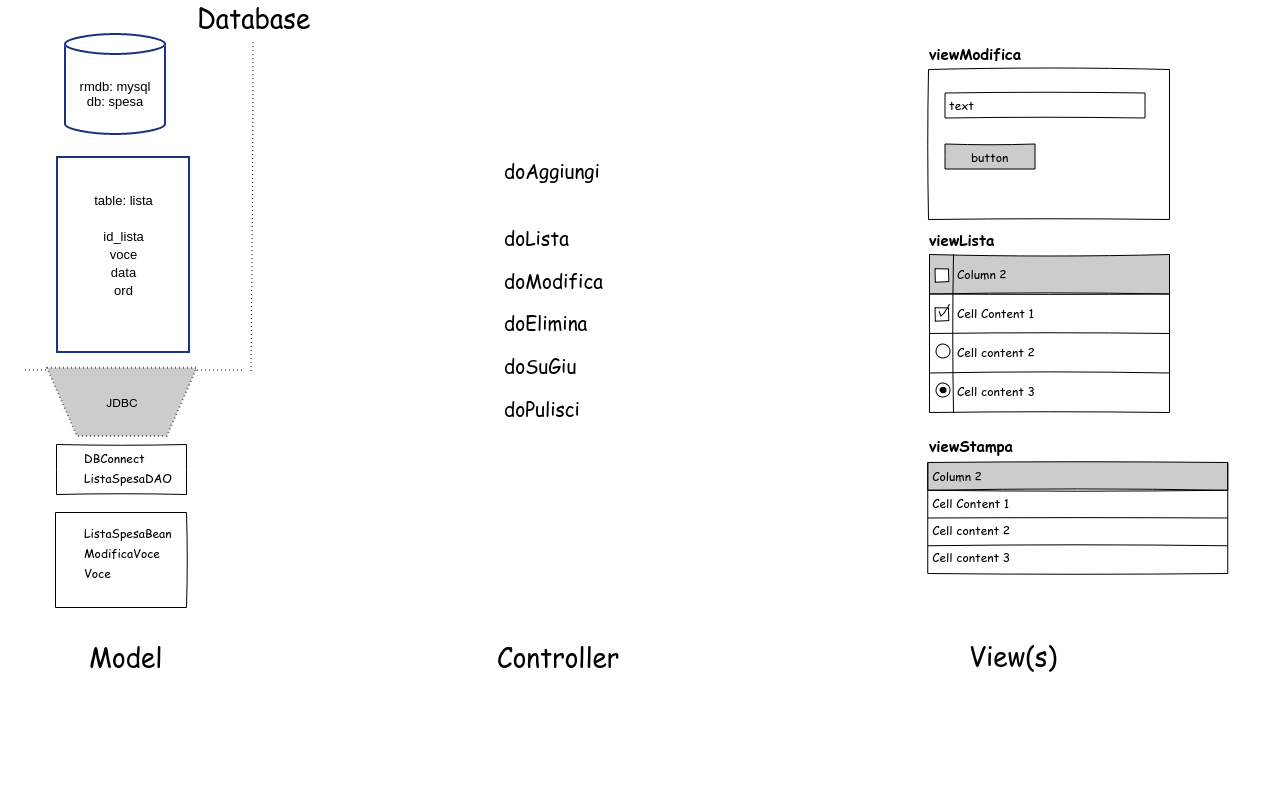 Database
rmdb: mysql
db: spesa
table: lista
id_lista
voce
data
ord
JDBC
DBConnect
ListaSpesaDAO
ListaSpesaBean
ModificaVoce
Voce
Model
doAggiungi
doLista
doModifica
doElimina
doSuGiu
doPulisci
Controller
viewModifica
text
button
viewLista
Column 2
Cell Content 1
Cell content 2
Cell content 3
viewStampa
Column 2
Cell Content 1
Cell content 2
Cell content 3
View(s)